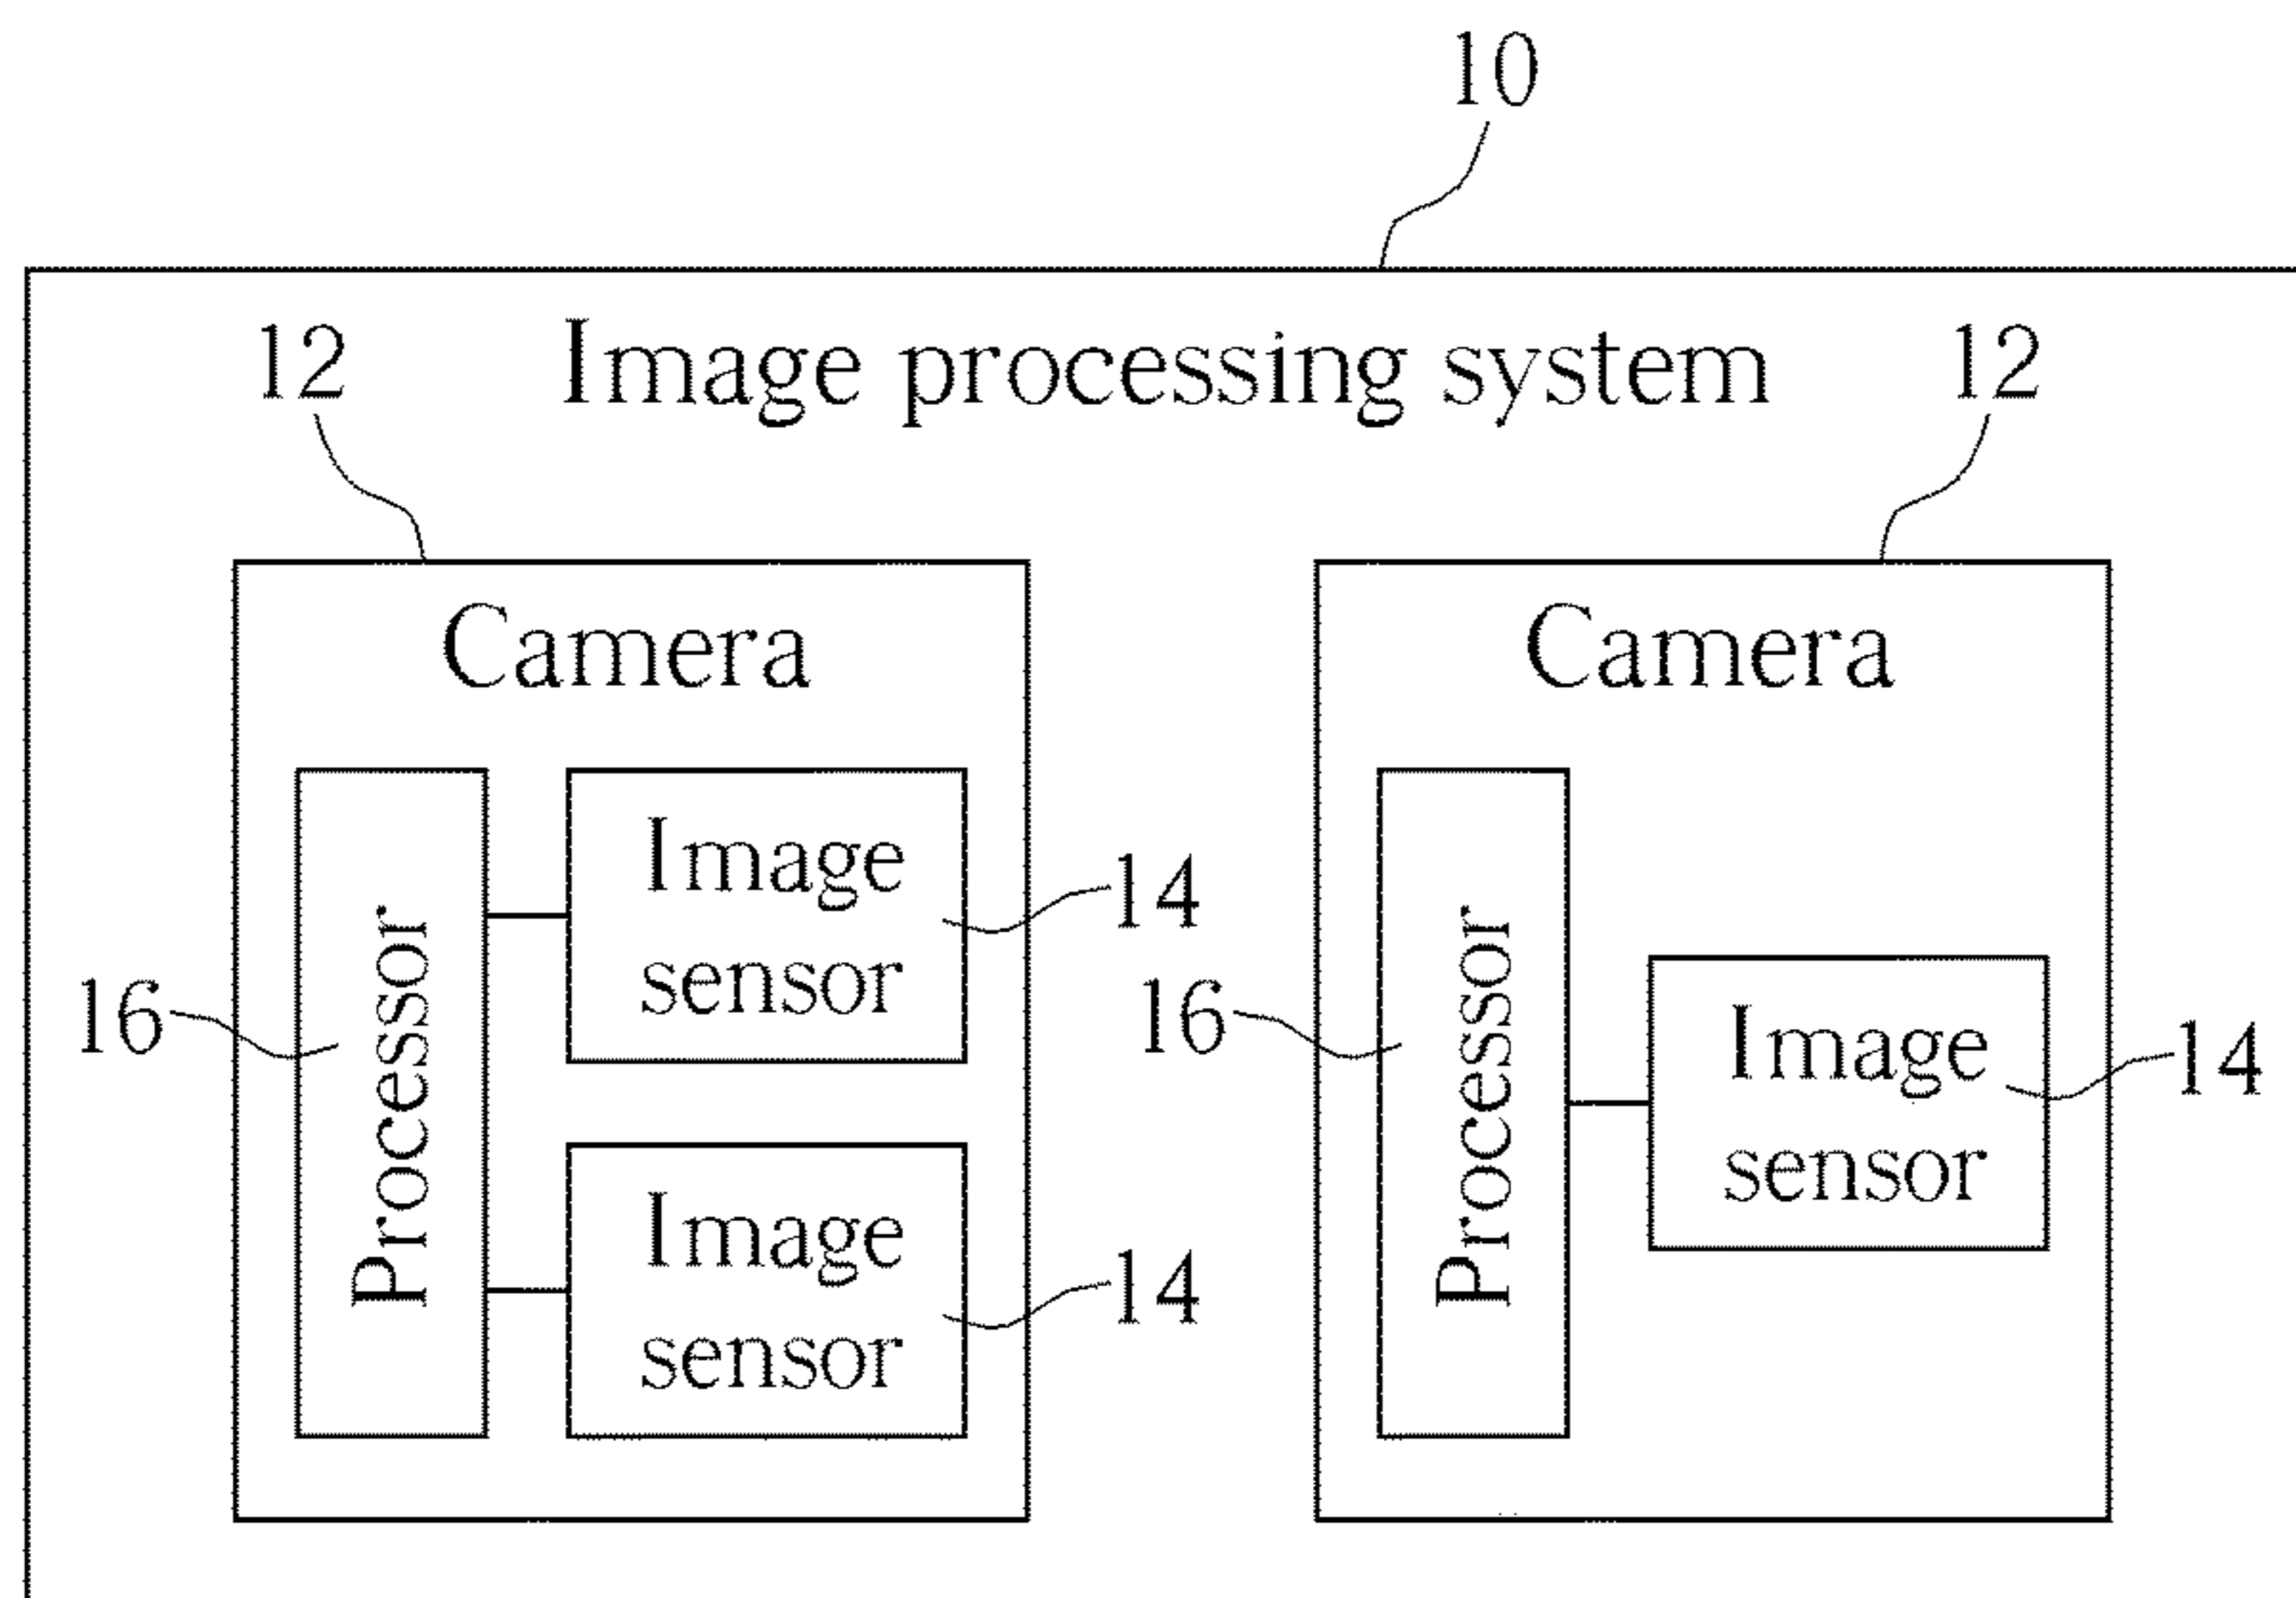 10
12
Image processing system
12
Camera
Processor
Image
sensor
14
16
Image
sensor
14
Camera
Processor
16
Image
sensor
14